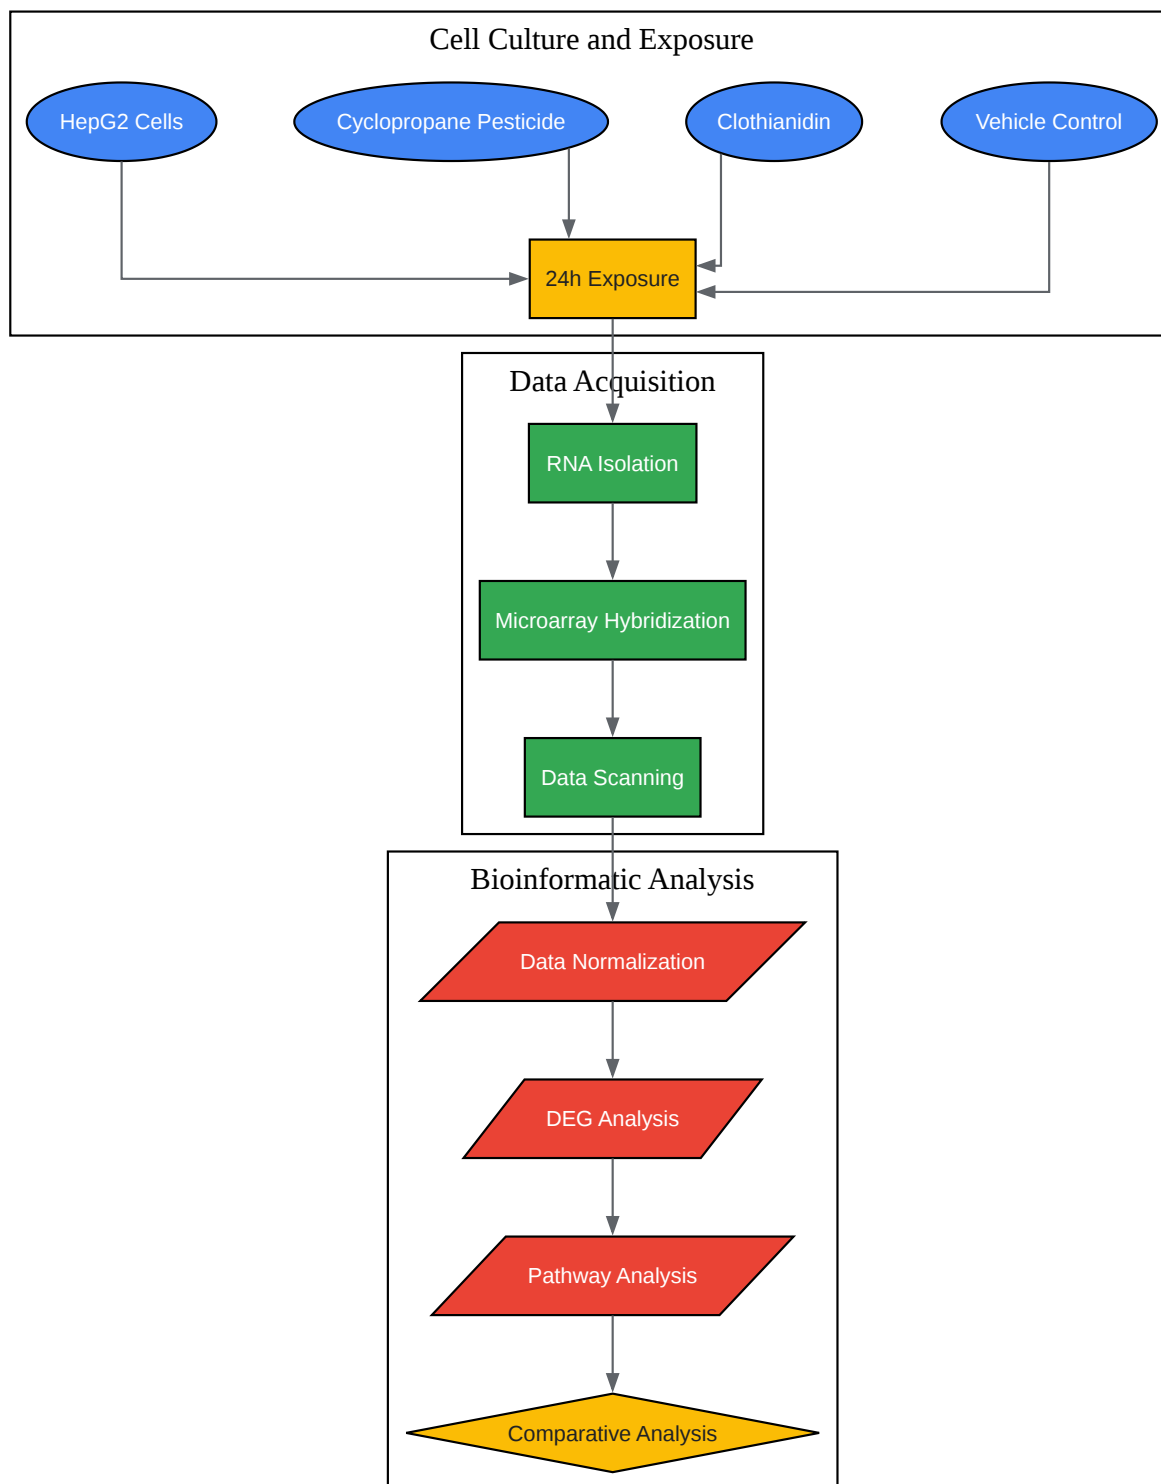 Cell Culture and Exposure
HepG2 Cells
Cyclopropane Pesticide
Clothianidin
Vehicle Control
24h Exposure
Data Acquisition
RNA Isolation
Microarray Hybridization
Data Scanning
Bioinformatic Analysis
Data Normalization
DEG Analysis
Pathway Analysis
Comparative Analysis